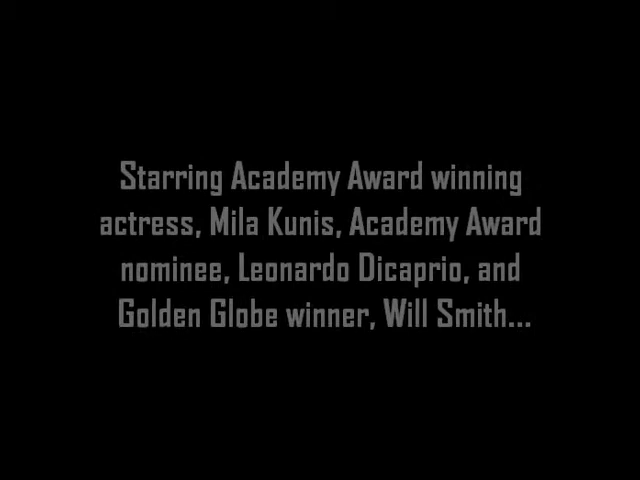 Starring Academy Award winning
actress, Mila Kunis, Academy Award
nominee, Leonardo Dicaprio, and
Golden Globe winner, Will Smith...